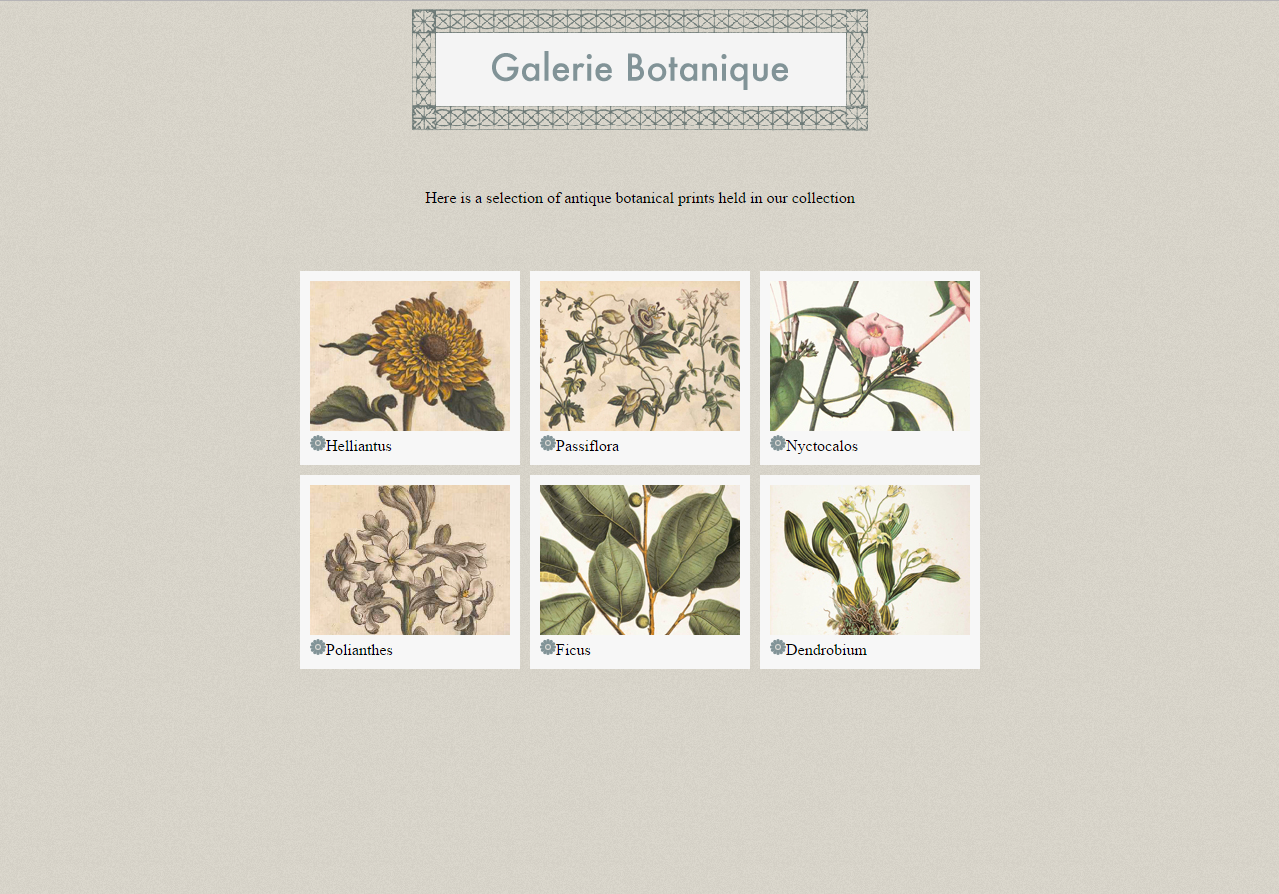 Galerie Botanique
Here is a selection of antique botanical prints held in our collection
Helliantus
Passiflora
Nyctocalos
Polianthes
Ficus
Dendrobium